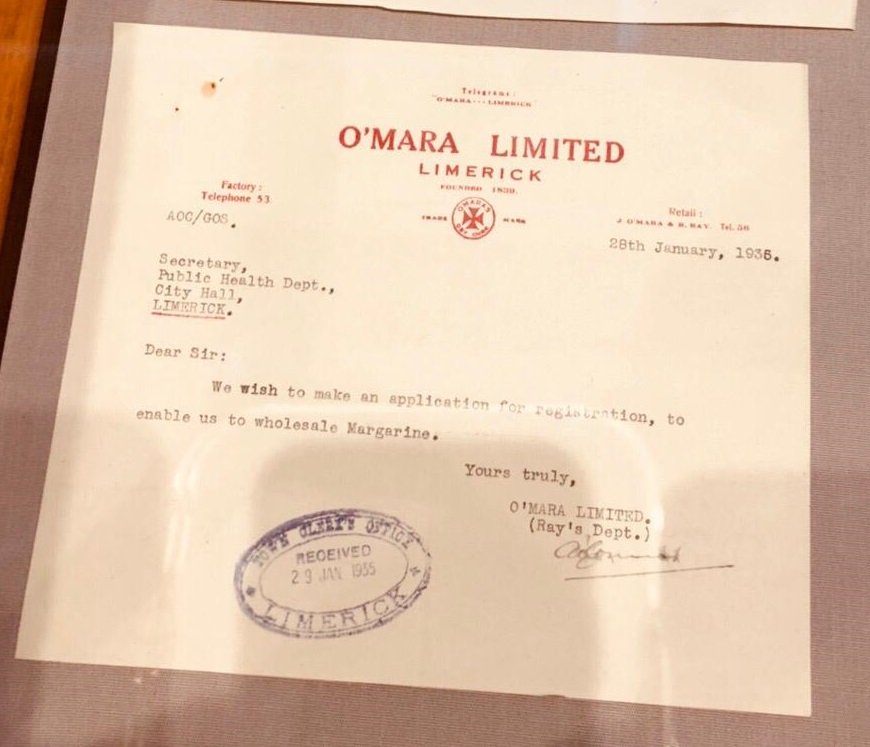 Telegrams:
"O'MARA --- LIMERICK"
O'MARA LIMITED
LIMERICK
FOUNDED 1839.
Factory:
Telephone 53
TRADE MARK
O'MARA'S
Retail:
J. O'MARA & R. RAY. Tel. 36
AOC/GOS.
28th January, 1935.
Secretary,
Public Health Dept.,
City Hall,
LIMERICK.
Dear Sir:
We wish to make an application for registration, to
enable us to wholesale Margarine.
Yours truly,
O'MARA LIMITED.
(Ray's Dept.)
TOWN CLERK'S OFFICE
RECEIVED
29 JAN 1935
LIMERICK